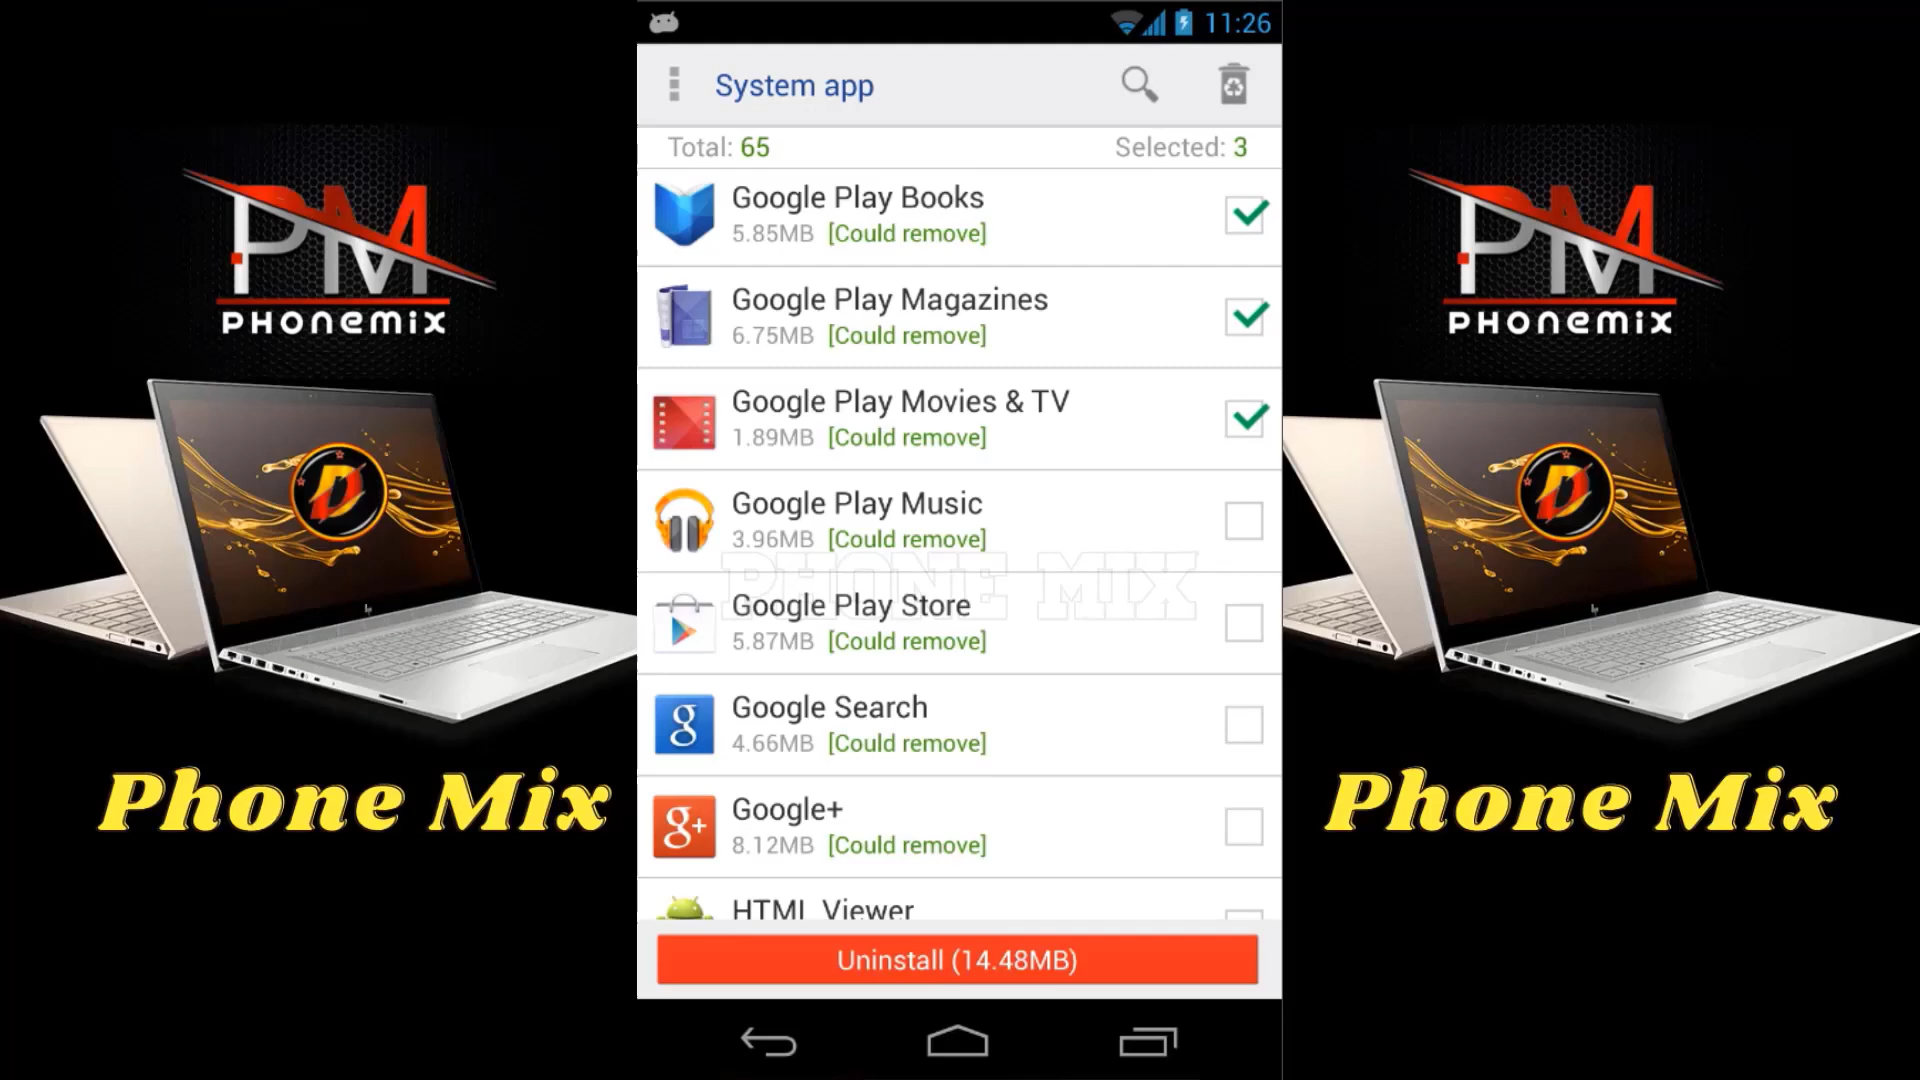 11:26
System app
Total: 65
Selected: 3
Google Play Books
5.85MB [Could remove]
Google Play Magazines
6.75MB [Could remove]
Google Play Movies & TV
1.89MB [Could remove]
Google Play Music
3.96MB [Could remove]
PHONE MIX
Google Play Store
5.87MB [Could remove]
g
Google Search
4.66MB [Could remove]
g+
Google+
8.12MB [Could remove]
HTML Viewer
Uninstall (14.48MB)
PM
PHONEMIX
D
hp
Phone Mix
PM
PHONEMIX
D
hp
Phone Mix